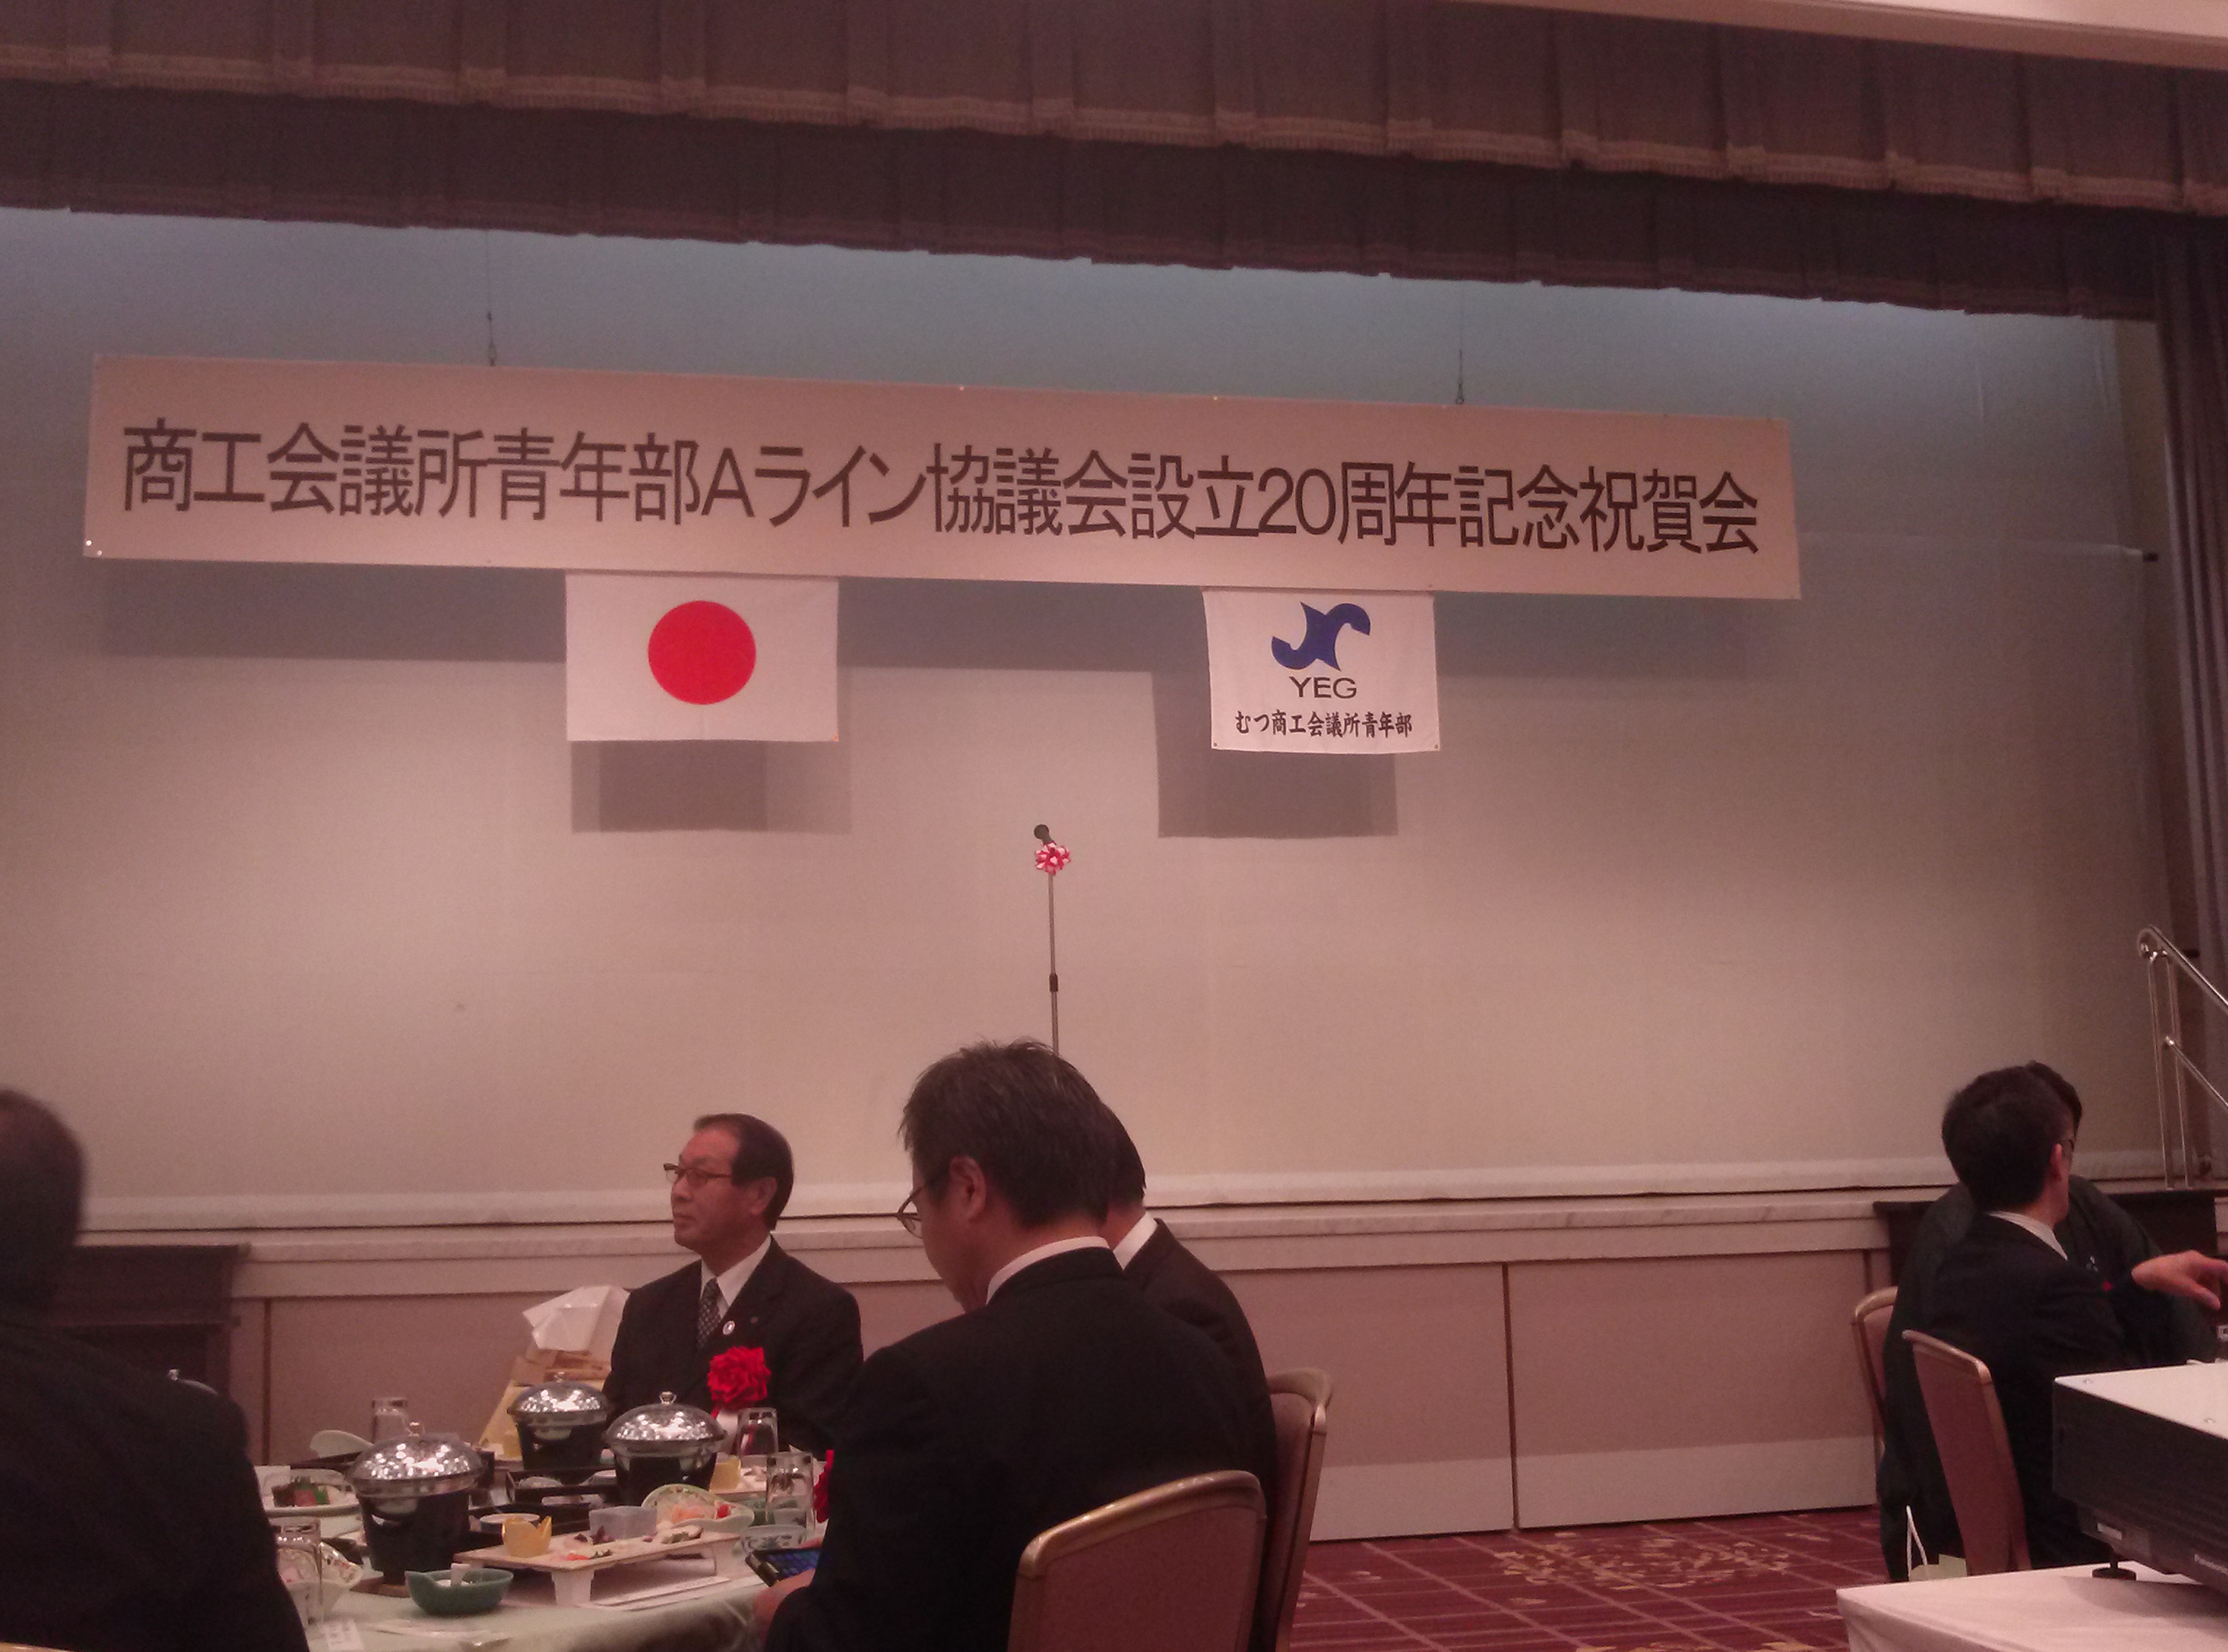 商工会議所青年部Aライン協議会設立20周年記念祝賀会
YEG
むつ商工会議所青年部
Panasonic